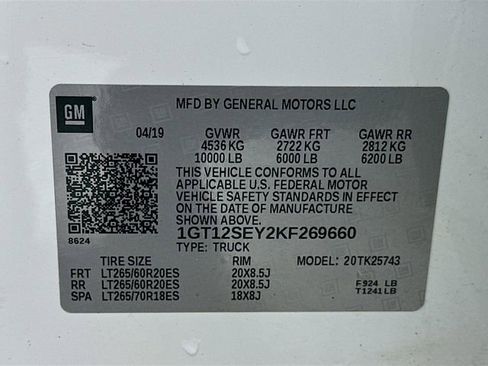 GM
MFD BY GENERAL MOTORS LLC
04/19 GVWR GAWR FRT GAWR RR
4536 KG 2722 KG 2812 KG
10000 LB 6000 LB 6200 LB
THIS VEHICLE CONFORMS TO ALL
APPLICABLE U.S. FEDERAL MOTOR
VEHICLE SAFETY STANDARDS IN EFFECT
ON THE DATE OF MANUFACTURE
SHOWN ABOVE.
8624 1GT12SEY2KF269660
TYPE: TRUCK
TIRE SIZE RIM MODEL: 20TK25743
FRT LT265/60R20ES 20X8.5J
RR LT265/60R20ES 20X8.5J F924 LB
SPA LT265/70R18ES 18X8J T1241LB